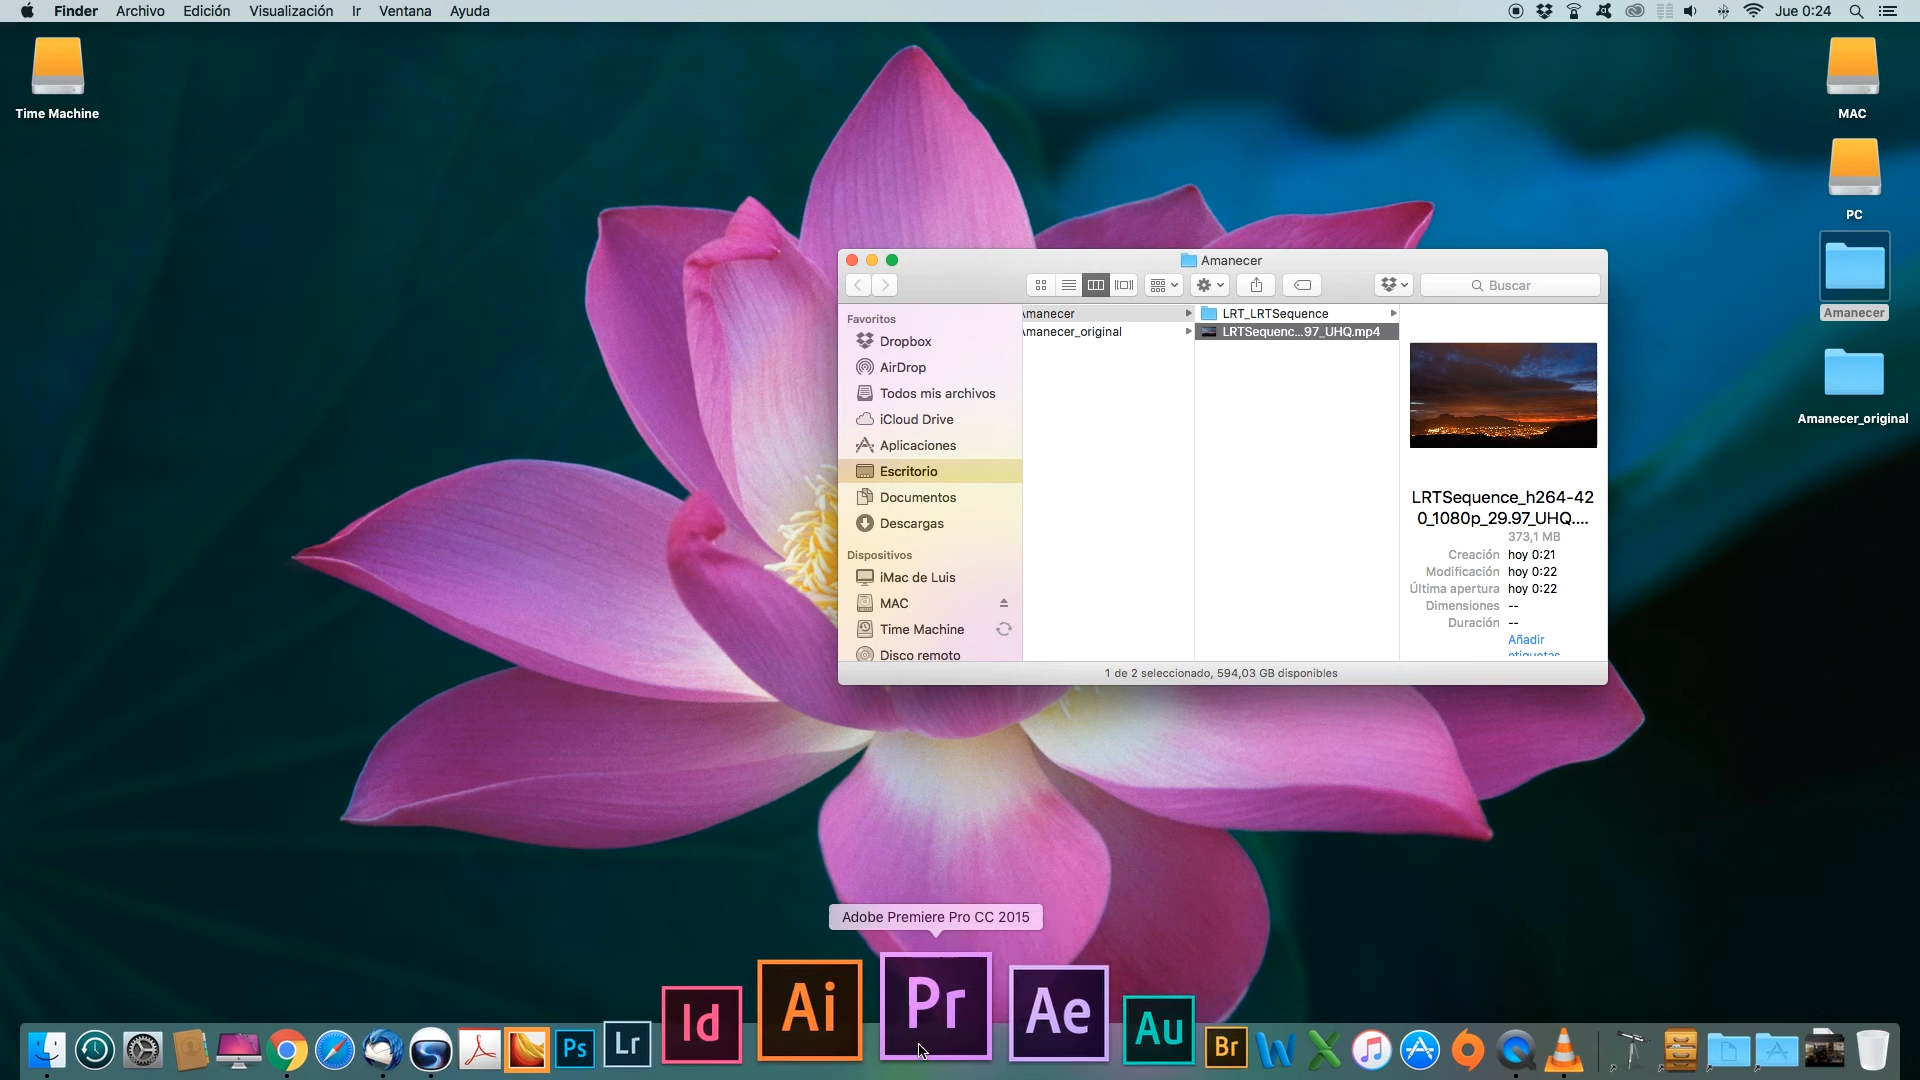 Finder Archivo Edición Visualización Ir Ventana Ayuda
Jue 0:24
Time Machine
MAC
PC
Amanecer
Amanecer_original
Amanecer
Buscar
Favoritos
Dropbox
AirDrop
Todos mis archivos
iCloud Drive
Aplicaciones
Escritorio
Documentos
Descargas
Dispositivos
iMac de Luis
MAC
Time Machine
Disco remoto
Amanecer
Amanecer_original
LRT_LRTSequence
LRTSequenc...97_UHQ.mp4
LRTSequence_h264-42
0_1080p_29.97_UHQ....
373,1 MB
Creación hoy 0:21
Modificación hoy 0:22
Última apertura hoy 0:22
Dimensiones --
Duración --
Añadir
etiquetas
1 de 2 seleccionado, 594,03 GB disponibles
Adobe Premiere Pro CC 2015
Ps
Lr
Id
Ai
Pr
Ae
Au
Br